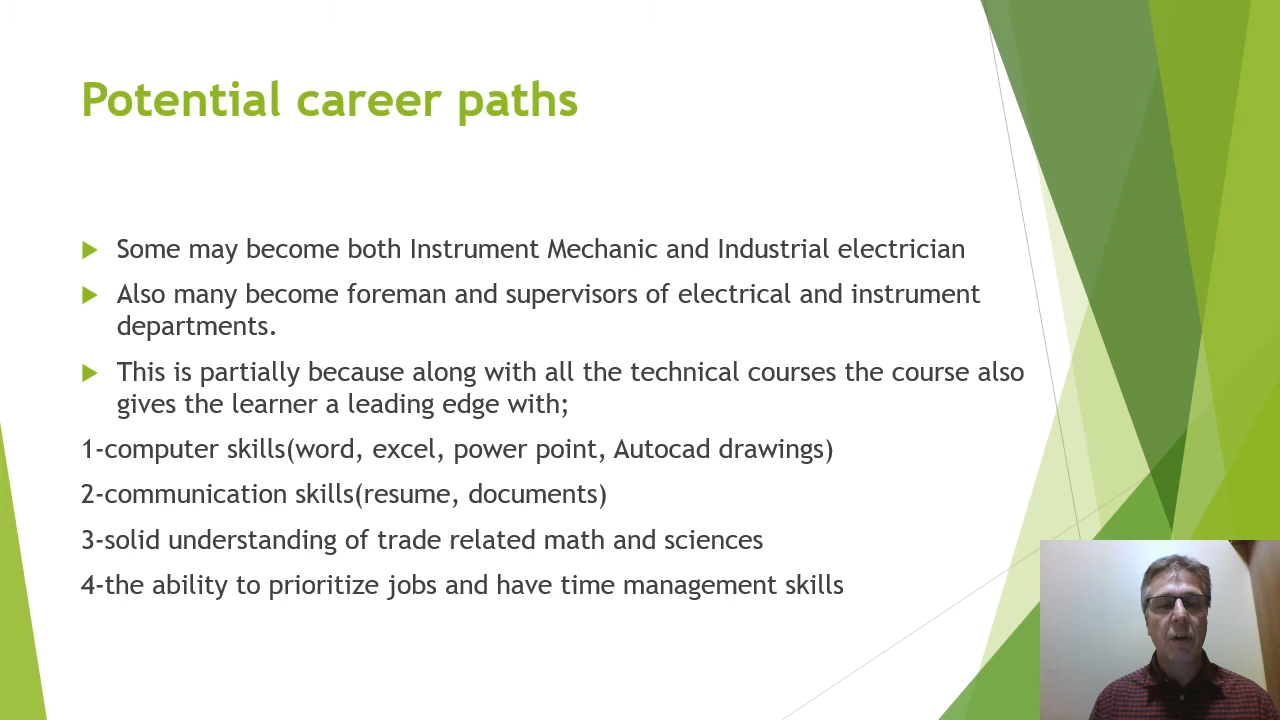 Potential career paths
Some may become both Instrument Mechanic and Industrial electrician
Also many become foreman and supervisors of electrical and instrument
departments.
This is partially because along with all the technical courses the course also
gives the learner a leading edge with;
1-computer skills(word, excel, power point, Autocad drawings)
2-communication skills(resume, documents)
3-solid understanding of trade related math and sciences
4-the ability to prioritize jobs and have time management skills